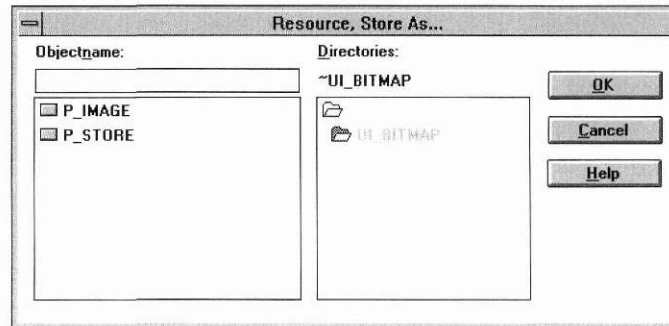 Resource, Store As...
Objectname:
P_IMAGE
P_STORE
Directories:
~UI_BITMAP
UI_BITMAP
OK
Cancel
Help